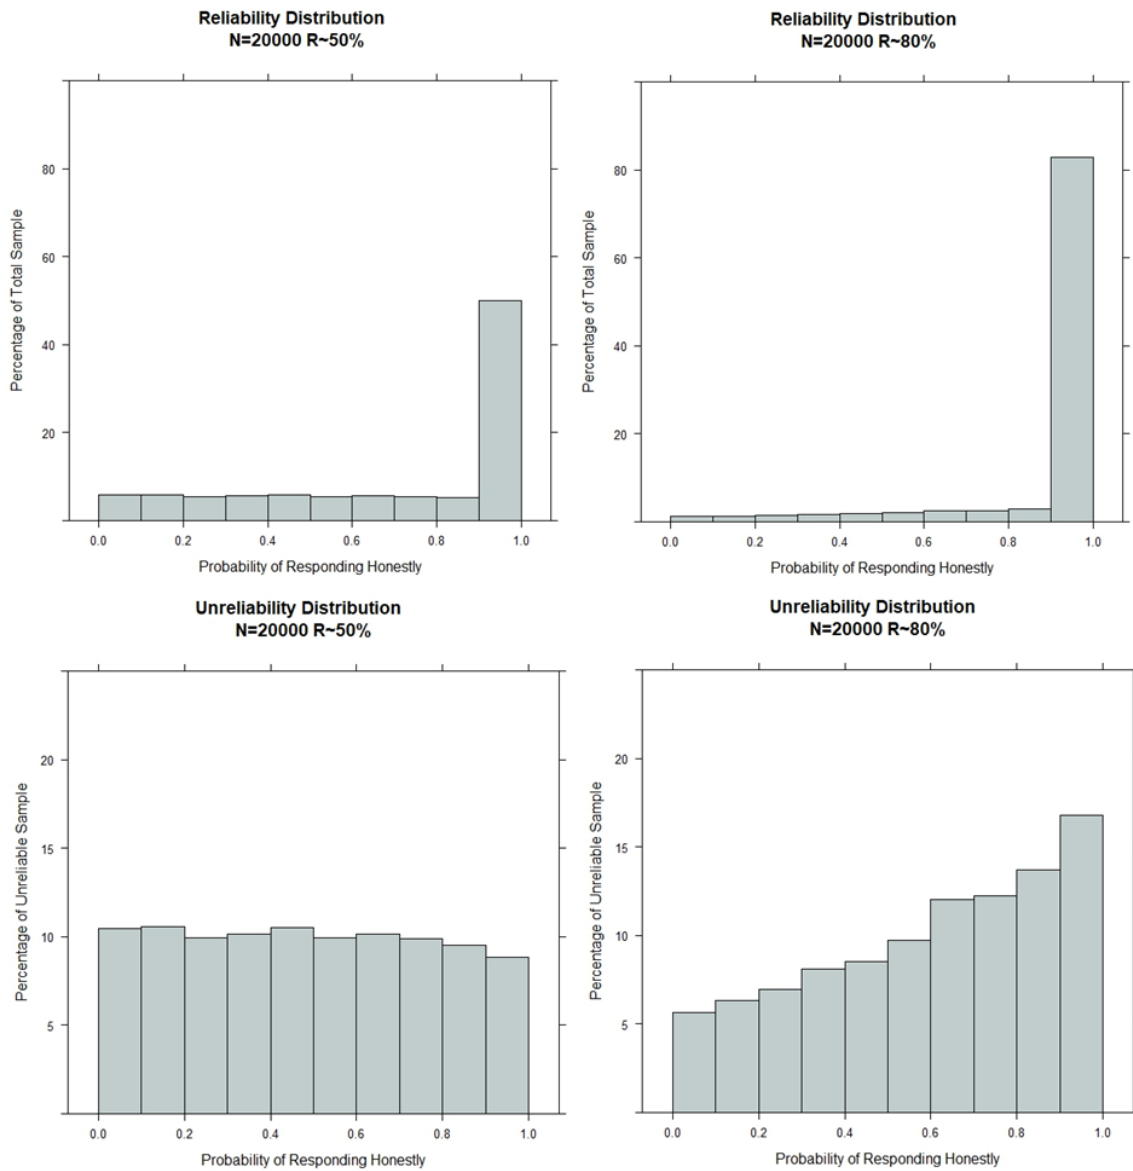 Reliability Distribution
N=20000 R~50%
Percentage of Total Sample
80
60
40
20
0.0 0.2 0.4 0.6 0.8 1.0
Probability of Responding Honestly
Reliability Distribution
N=20000 R~80%
Percentage of Total Sample
80
60
40
20
0.0 0.2 0.4 0.6 0.8 1.0
Probability of Responding Honestly
Unreliability Distribution
N=20000 R~50%
Percentage of Unreliable Sample
20
15
10
5
0.0 0.2 0.4 0.6 0.8 1.0
Probability of Responding Honestly
Unreliability Distribution
N=20000 R~80%
Percentage of Unreliable Sample
20
15
10
5
0.0 0.2 0.4 0.6 0.8 1.0
Probability of Responding Honestly